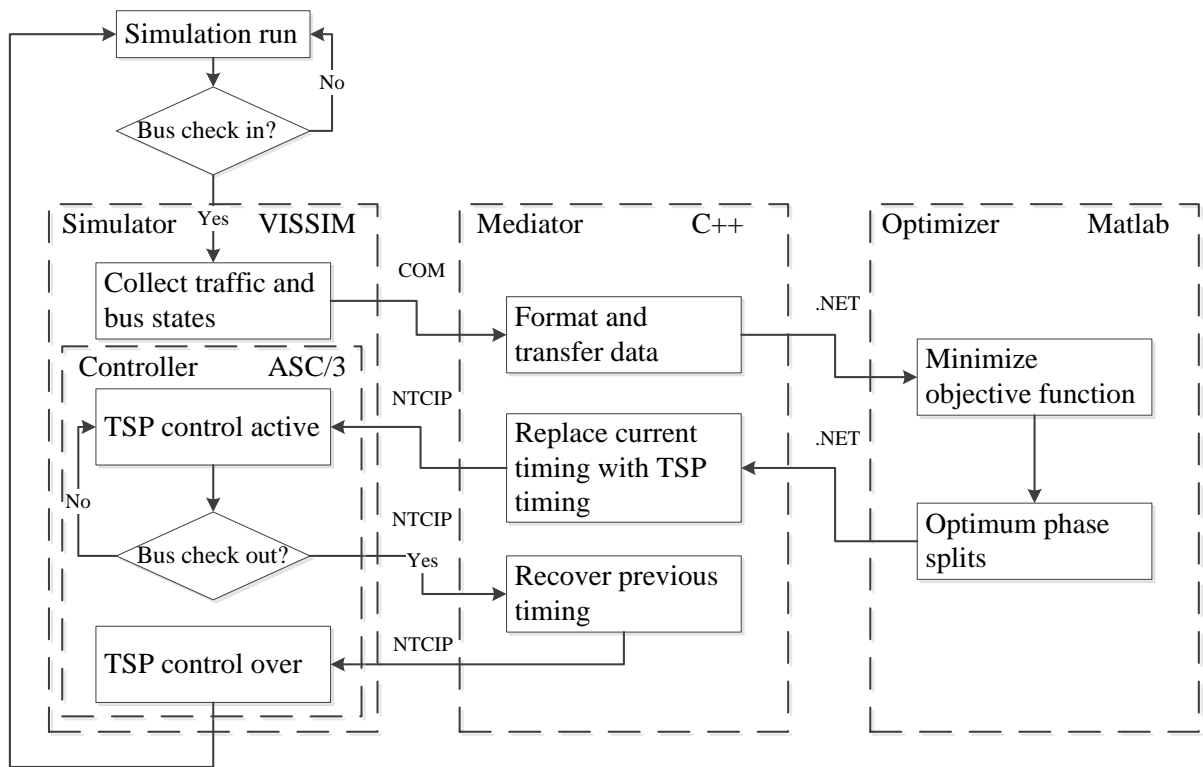 Simulation run
No
Bus check in?
Yes
Simulator VISSIM
Mediator C++
Optimizer Matlab
COM
Collect traffic and
bus states
.NET
Format and
transfer data
Controller ASC/3
Minimize
objective function
NTCIP
TSP control active
Replace current
timing with TSP
timing
.NET
No
NTCIP
Optimum phase
splits
Bus check out?
Yes
Recover previous
timing
NTCIP
TSP control over